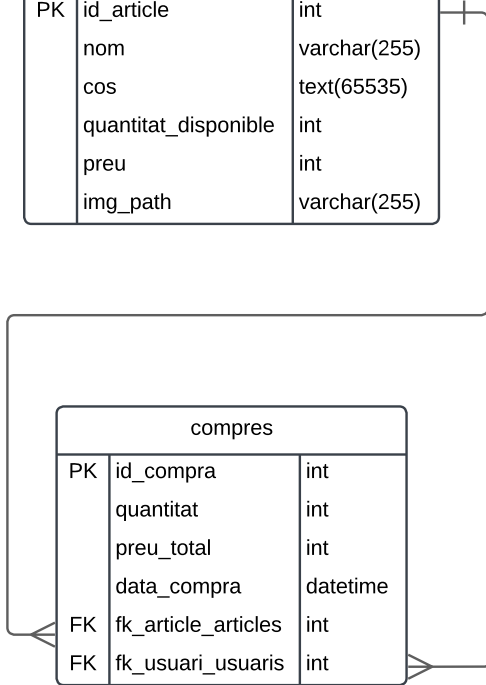 PK id_article int
nom varchar(255)
cos text(65535)
quantitat_disponible int
preu int
img_path varchar(255)
compres
PK id_compra int
quantitat int
preu_total int
data_compra datetime
FK fk_article_articles int
FK fk_usuari_usuaris int